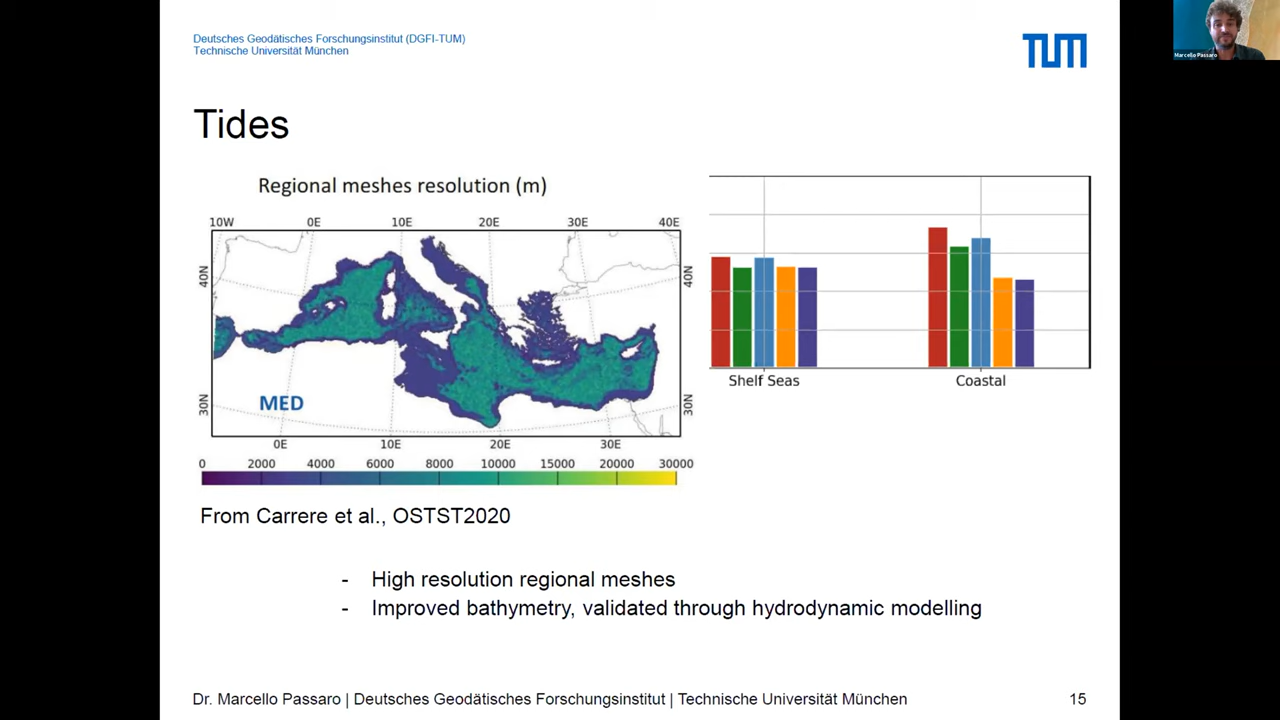 Deutsches Geodätisches Forschungsinstitut (DGFI-TUM)
Technische Universität München
TUM
Marcello Passaro
Tides
Regional meshes resolution (m)
10W 0E 10E 20E 30E 40E
40N 40N
30N 30N
MED
0E 10E 20E 30E
0 2000 4000 6000 8000 10000 15000 20000 30000
Shelf Seas Coastal
From Carrere et al., OSTST2020
- High resolution regional meshes
- Improved bathymetry, validated through hydrodynamic modelling
Dr. Marcello Passaro | Deutsches Geodätisches Forschungsinstitut | Technische Universität München 15